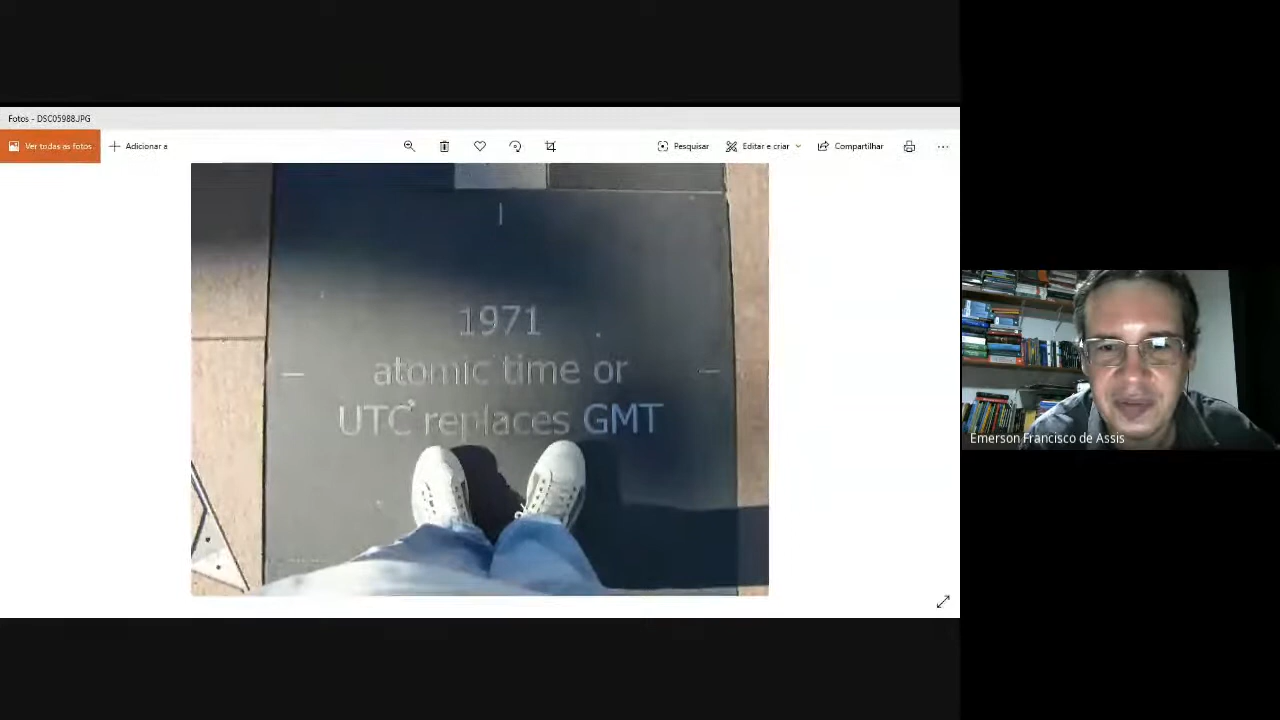 Fotos - DSC05988.JPG
Ver todas as fotos
Adicionar a
Pesquisar
Editar e criar
Compartilhar
1971
atomic time or
UTC replaces GMT
Emerson Francisco de Assis